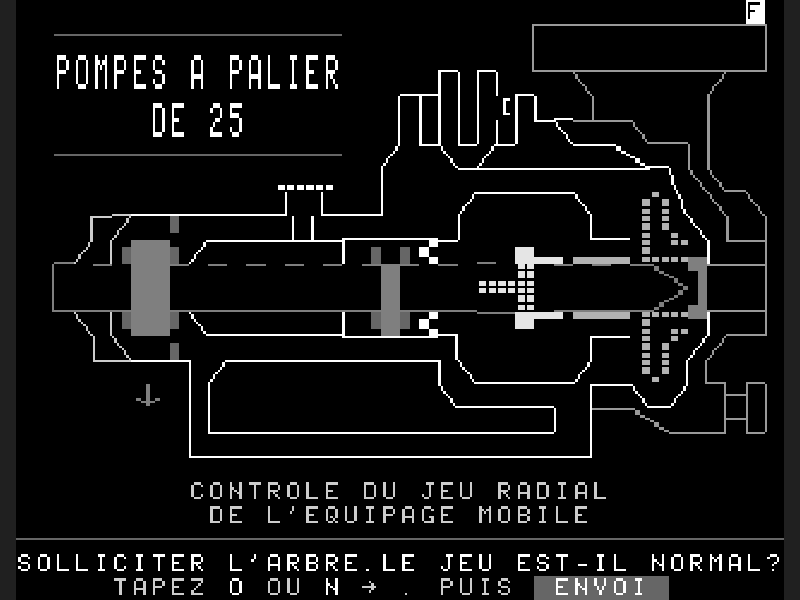 F
POMPES A PALIER
DE 25
CONTROLE DU JEU RADIAL
DE L'EQUIPAGE MOBILE
SOLLICITER L'ARBRE.LE JEU EST-IL NORMAL?
TAPEZ O OU N → . PUIS ENVOI